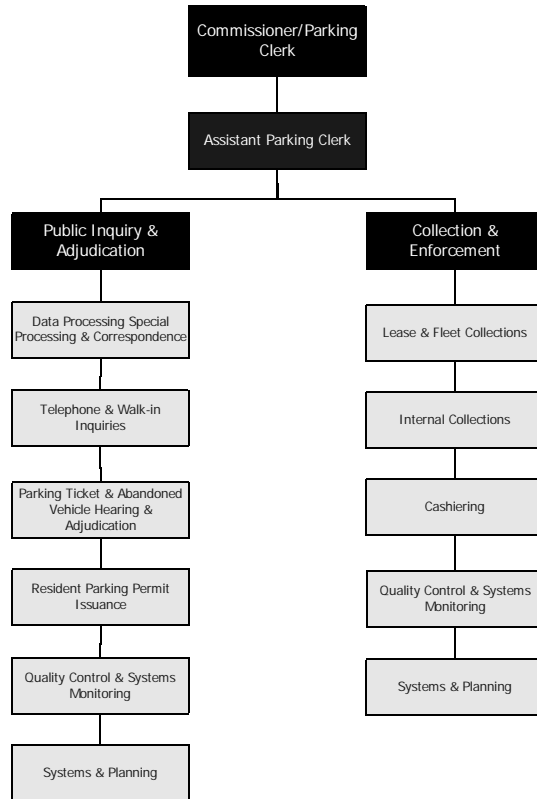 Commissioner/Parking
Clerk
Assistant Parking Clerk
Public Inquiry &
Adjudication
Data Processing Special
Processing & Correspondence
Telephone & Walk-in
Inquiries
Parking Ticket & Abandoned
Vehicle Hearing &
Adjudication
Resident Parking Permit
Issuance
Quality Control & Systems
Monitoring
Systems & Planning
Collection &
Enforcement
Lease & Fleet Collections
Internal Collections
Cashiering
Quality Control & Systems
Monitoring
Systems & Planning